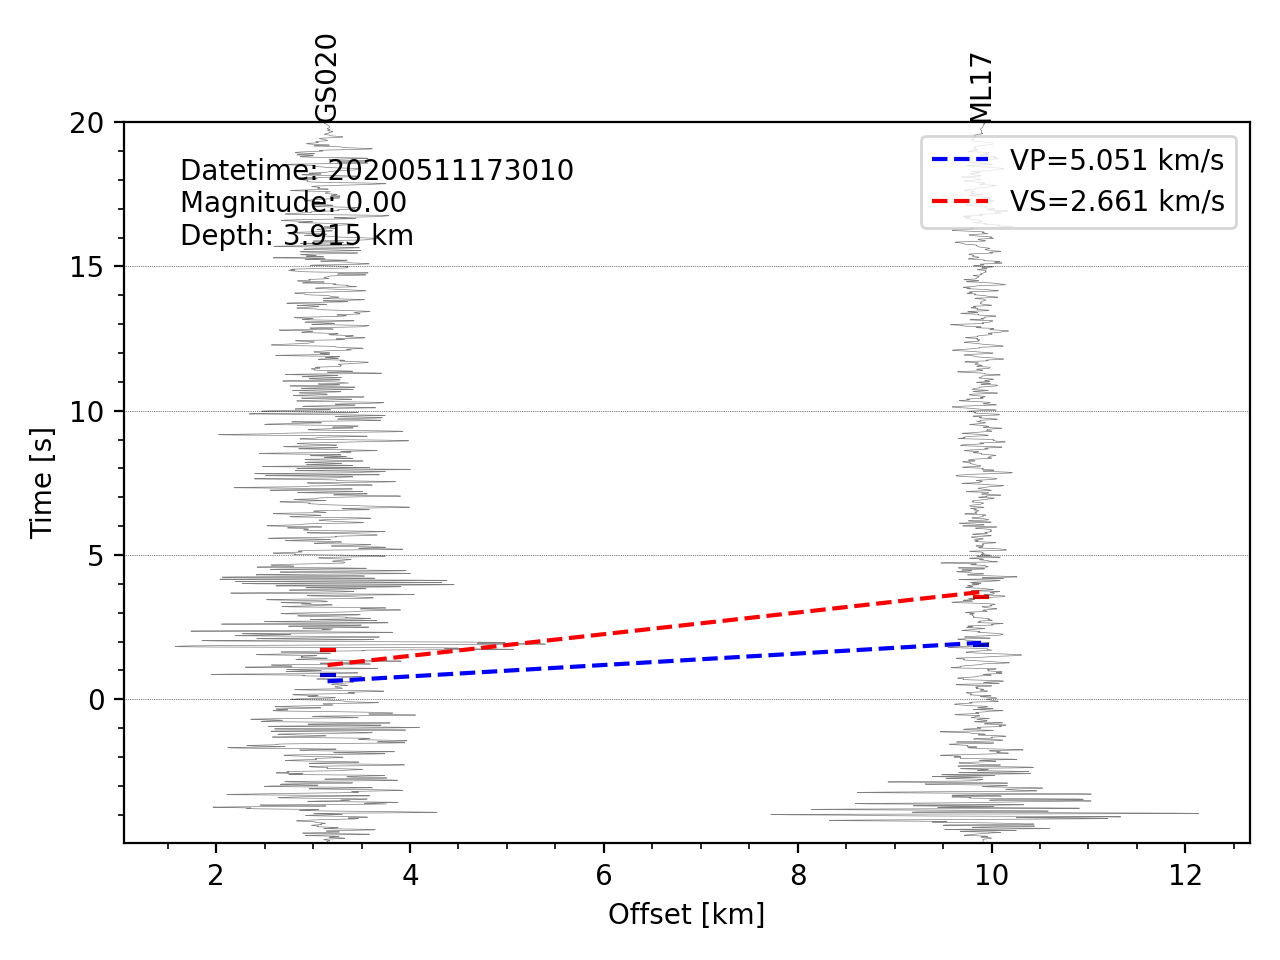 GS020
ML17
Datetime: 20200511173010
Magnitude: 0.00
Depth: 3.915 km
VP=5.051 km/s
VS=2.661 km/s
20
15
10
5
0
Time [s]
2 4 6 8 10 12
Offset [km]